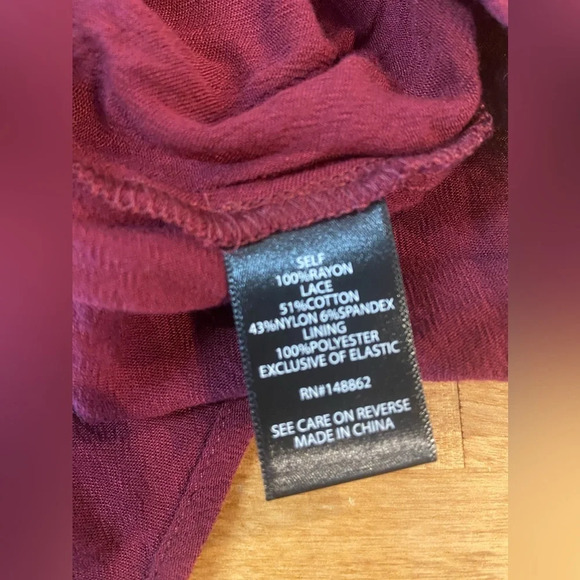 SELF
100%RAYON
LACE
51%COTTON
43%NYLON 6%SPANDEX
LINING
100%POLYESTER
EXCLUSIVE OF ELASTIC
RN#148862
SEE CARE ON REVERSE
MADE IN CHINA